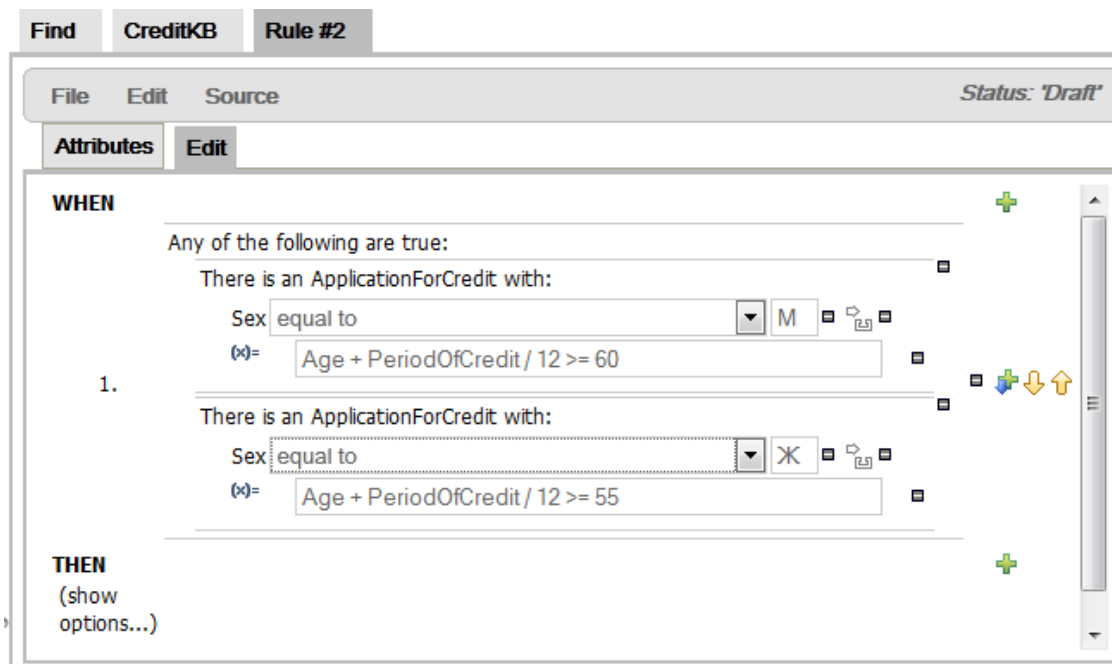 Find CreditKB Rule #2
File Edit Source Status: 'Draft'
Attributes Edit
WHEN
Any of the following are true:
There is an ApplicationForCredit with:
Sex equal to М
(x)= Age + PeriodOfCredit / 12 >= 60
1.
There is an ApplicationForCredit with:
Sex equal to Ж
(x)= Age + PeriodOfCredit / 12 >= 55
THEN
(show
options...)